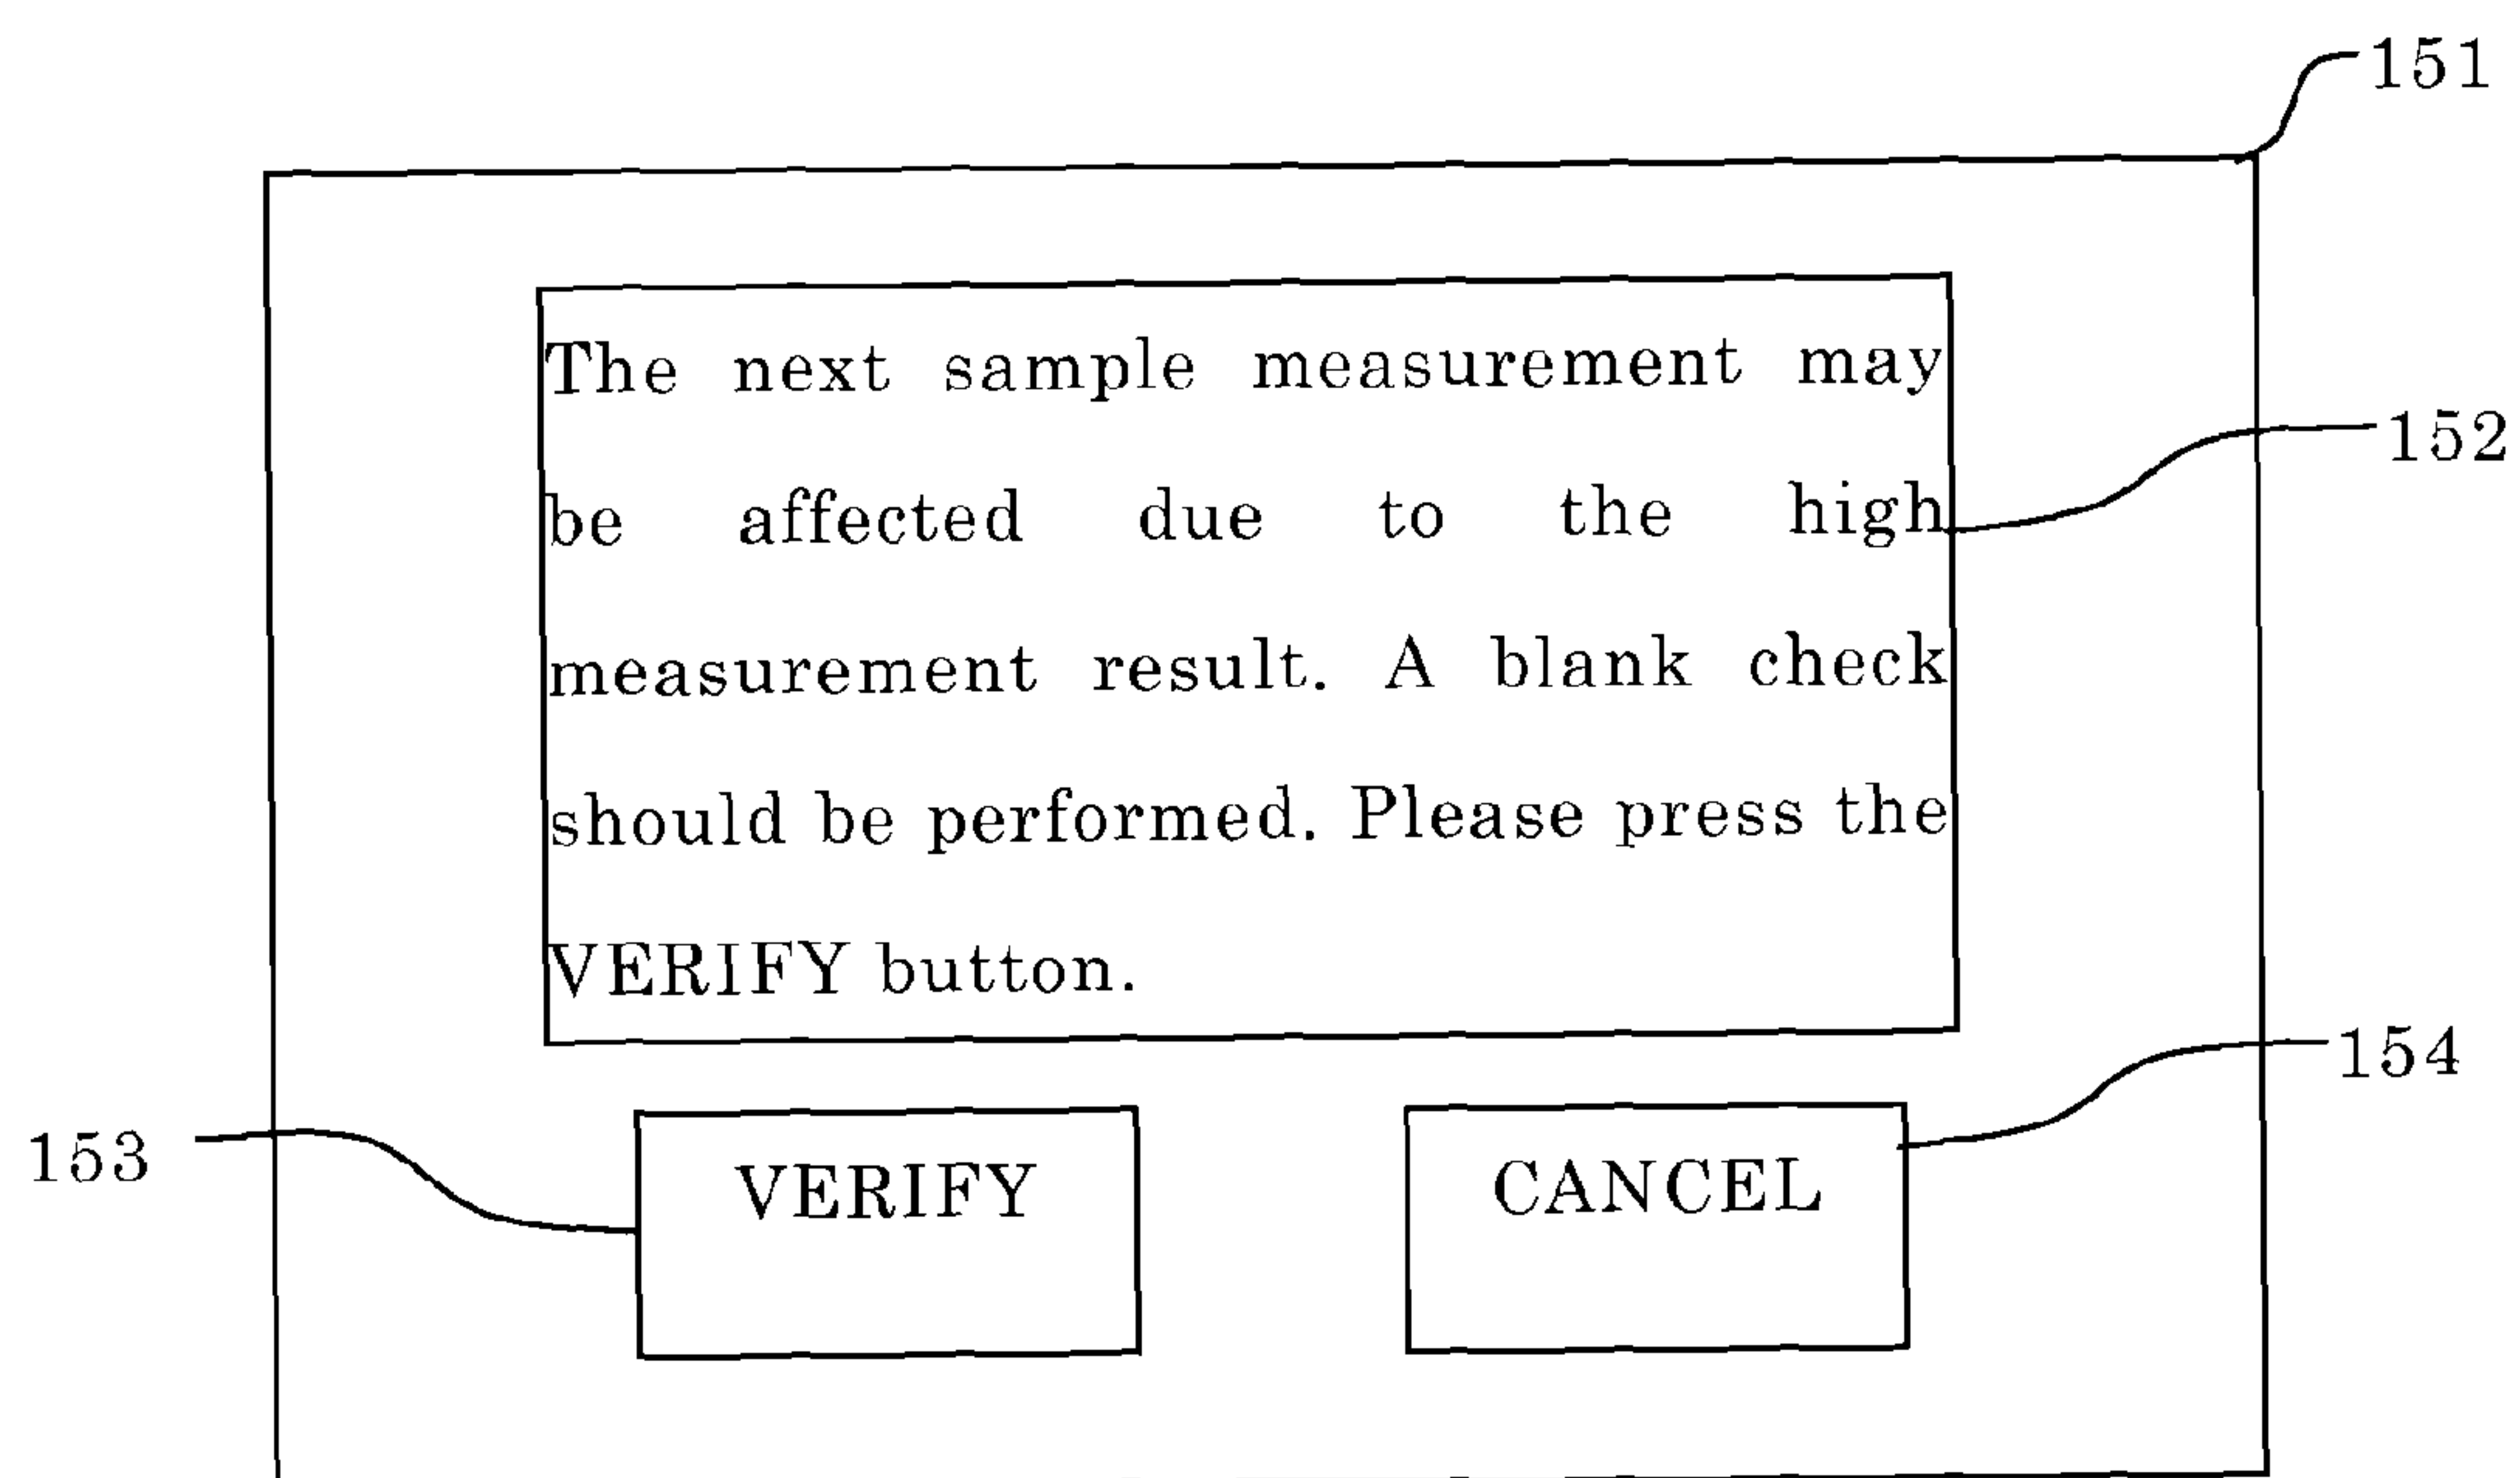 151
The next sample measurement may
152
be affected due to the high
measurement result. A blank check
should be performed. Please press the
VERIFY button.
154
153
VERIFY CANCEL